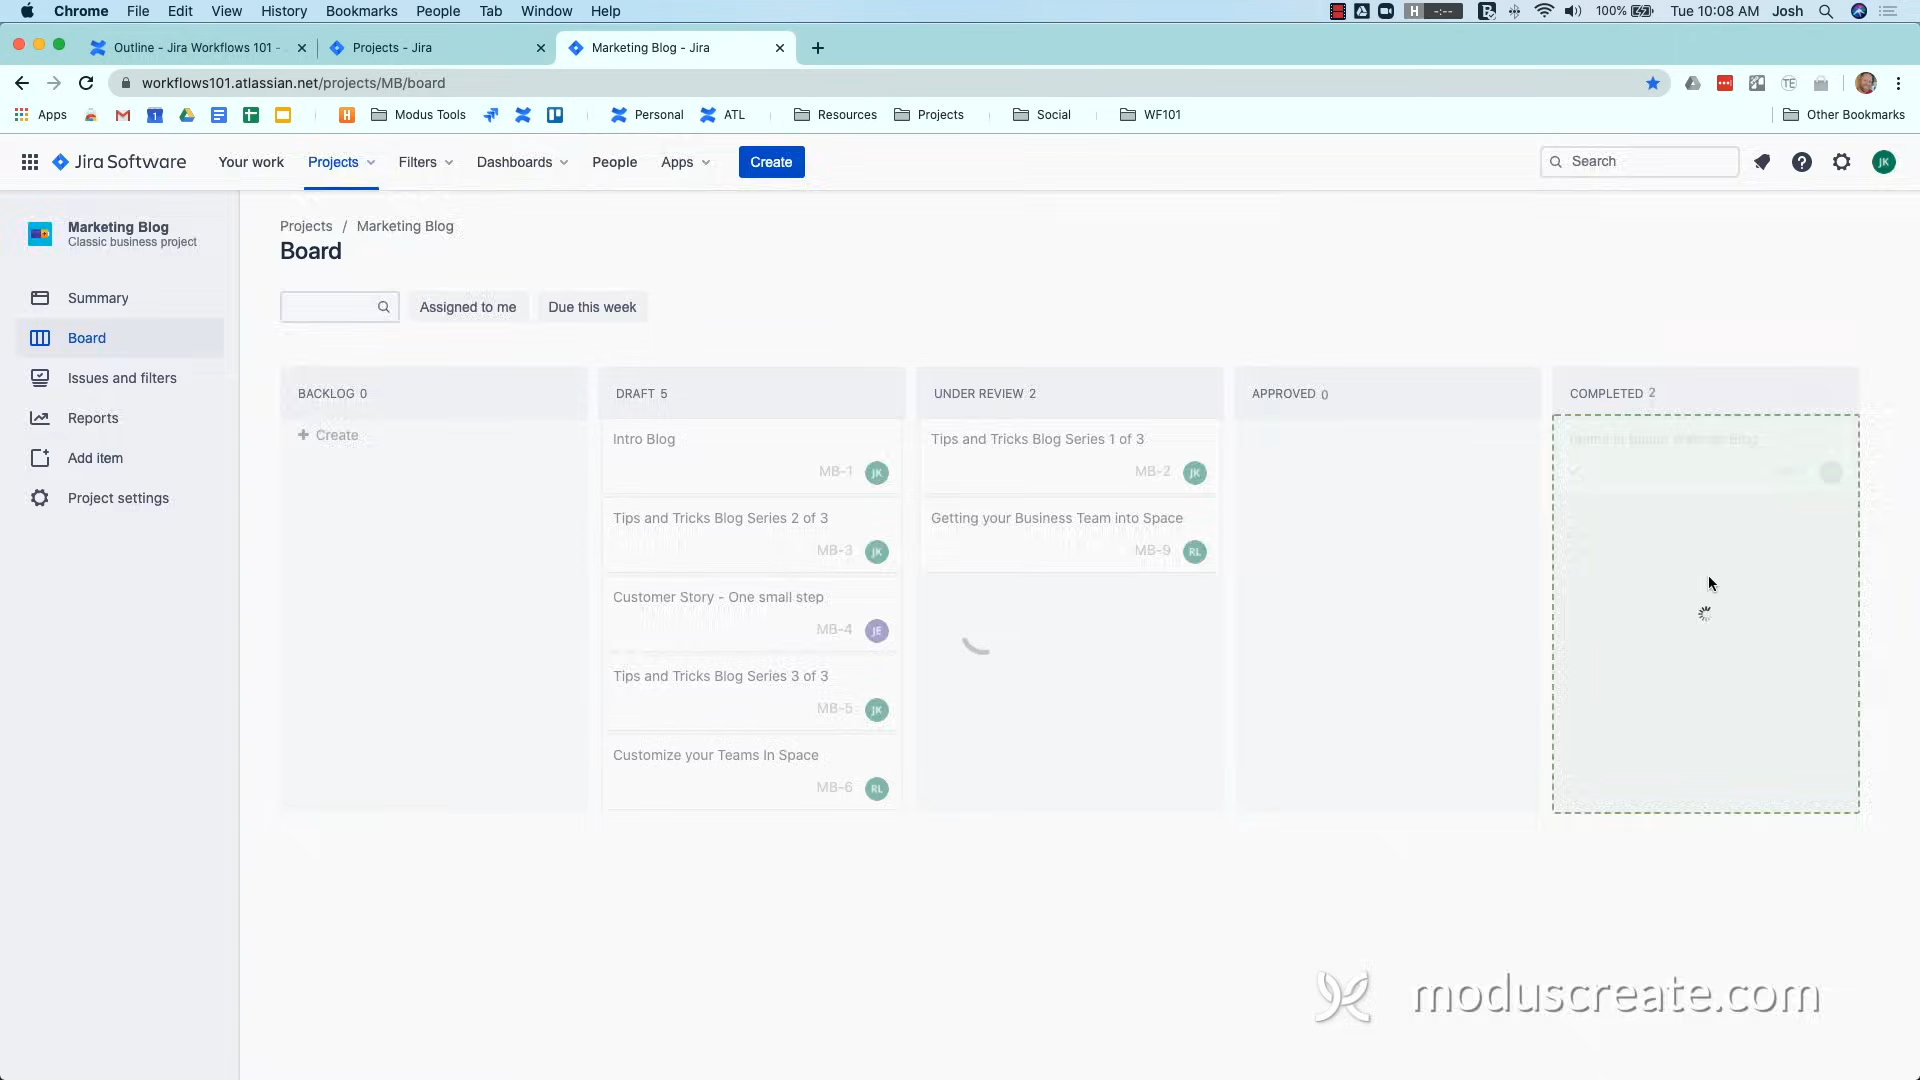 Chrome File Edit View History Bookmarks People Tab Window Help
H -:-- 100% Tue 10:08 AM Josh
Outline - Jira Workflows 101 - Projects - Jira Marketing Blog - Jira
workflows101.atlassian.net/projects/MB/board
TE
Apps 1 H Modus Tools Personal ATL Resources Projects Social WF101 Other Bookmarks
Jira Software Your work Projects Filters Dashboards People Apps Create Search JK
Marketing Blog
Classic business project
Summary
Board
Issues and filters
Reports
Add item
Project settings
Projects / Marketing Blog
Board
Assigned to me Due this week
BACKLOG 0
+ Create
DRAFT 5
Intro Blog
MB-1 JK
Tips and Tricks Blog Series 2 of 3
MB-3 JK
Customer Story - One small step
MB-4 JE
Tips and Tricks Blog Series 3 of 3
MB-5 JK
Customize your Teams In Space
MB-6 RL
UNDER REVIEW 2
Tips and Tricks Blog Series 1 of 3
MB-2 JK
Getting your Business Team into Space
MB-9 RL
APPROVED 0
COMPLETED 2
moduscreate.com